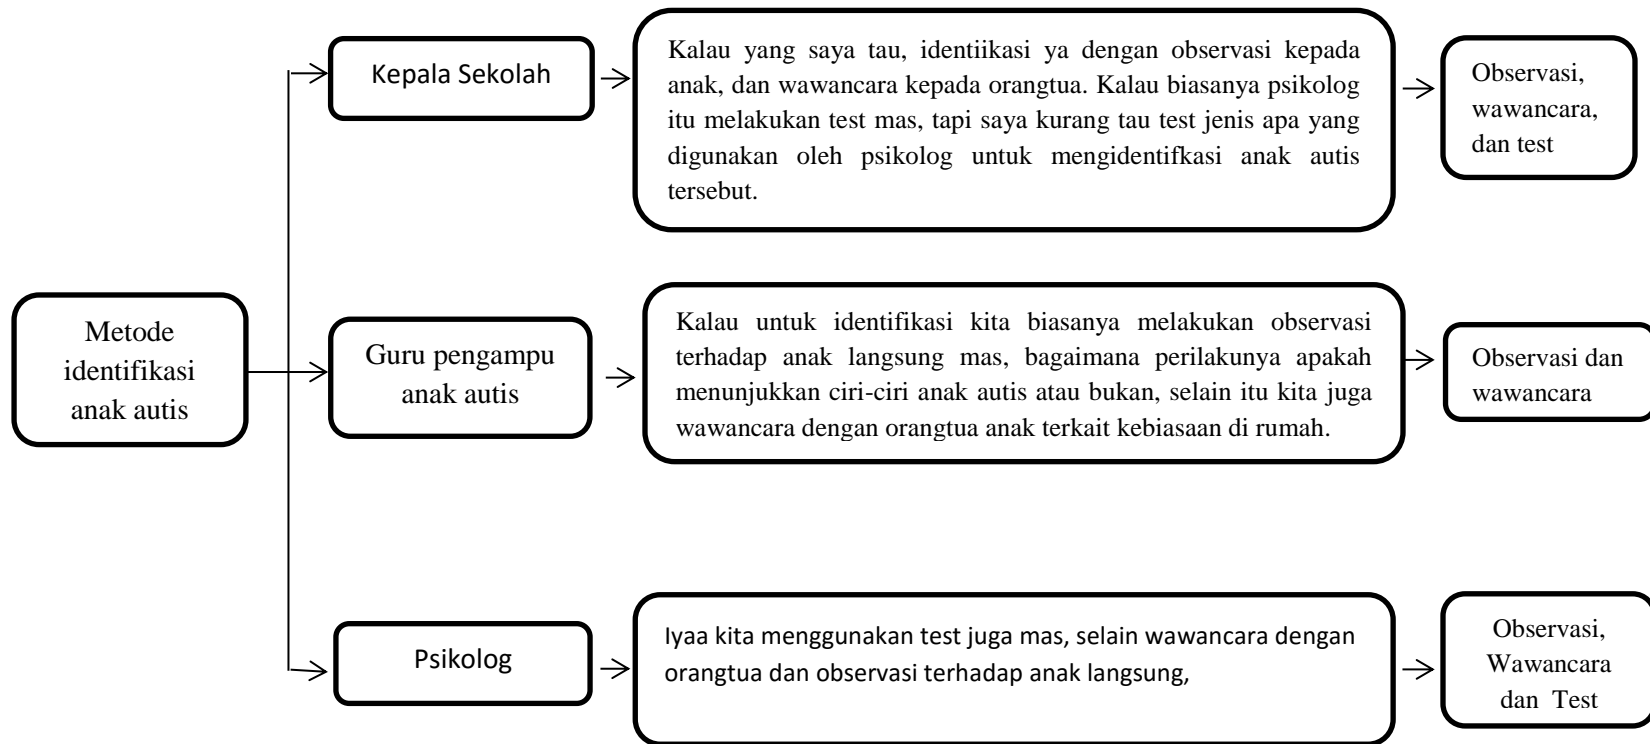 Metode
identifikasi
anak autis
Kepala Sekolah
Kalau yang saya tau, identiikasi ya dengan observasi kepada
anak, dan wawancara kepada orangtua. Kalau biasanya psikolog
itu melakukan test mas, tapi saya kurang tau test jenis apa yang
digunakan oleh psikolog untuk mengidentifkasi anak autis
tersebut.
Observasi,
wawancara,
dan test
Guru pengampu
anak autis
Kalau untuk identifikasi kita biasanya melakukan observasi
terhadap anak langsung mas, bagaimana perilakunya apakah
menunjukkan ciri-ciri anak autis atau bukan, selain itu kita juga
wawancara dengan orangtua anak terkait kebiasaan di rumah.
Observasi dan
wawancara
Psikolog
Iyaa kita menggunakan test juga mas, selain wawancara dengan
orangtua dan observasi terhadap anak langsung,
Observasi,
Wawancara
dan Test